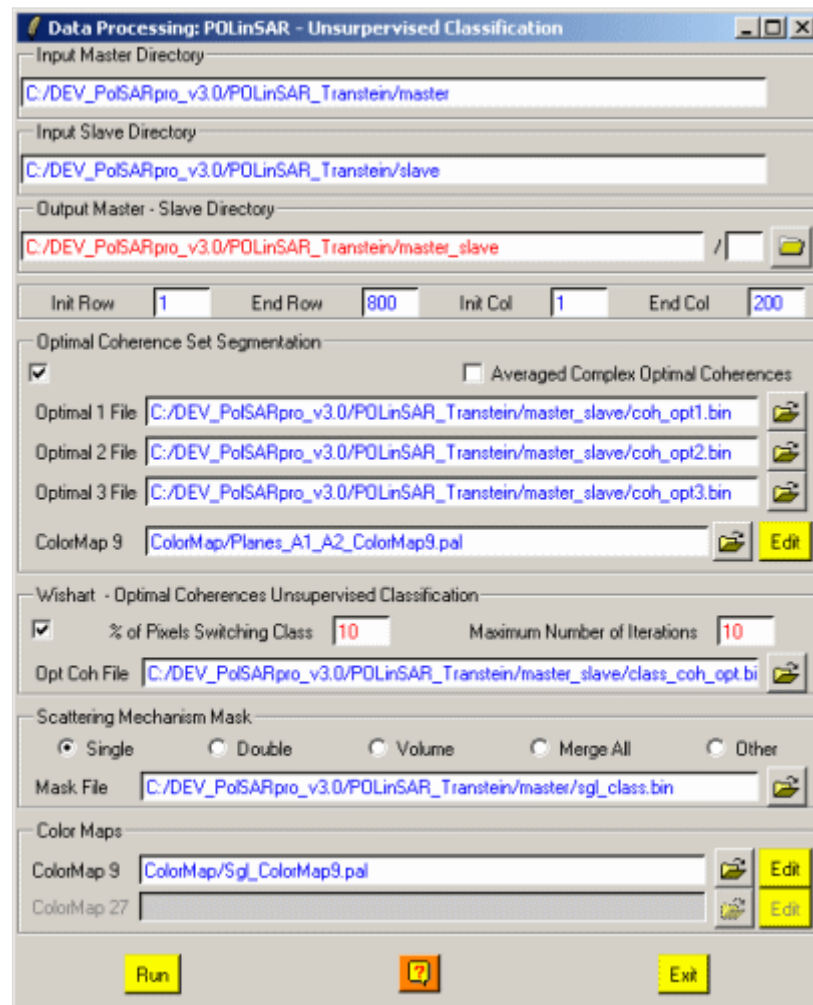 Data Processing: POLinSAR - Unsurpervised Classification
Input Master Directory
C:/DEV_PolSARpro_v3.0/POLinSAR_Transtein/master
Input Slave Directory
C:/DEV_PolSARpro_v3.0/POLinSAR_Transtein/slave
Output Master - Slave Directory
C:/DEV_PolSARpro_v3.0/POLinSAR_Transtein/master_slave /
Init Row 1 End Row 800 Init Col 1 End Col 200
Optimal Coherence Set Segmentation
Averaged Complex Optimal Coherences
Optimal 1 File C:/DEV_PolSARpro_v3.0/POLinSAR_Transtein/master_slave/coh_opt1.bin
Optimal 2 File C:/DEV_PolSARpro_v3.0/POLinSAR_Transtein/master_slave/coh_opt2.bin
Optimal 3 File C:/DEV_PolSARpro_v3.0/POLinSAR_Transtein/master_slave/coh_opt3.bin
ColorMap 9 ColorMap/Planes_A1_A2_ColorMap9.pal Edit
Wishart - Optimal Coherences Unsupervised Classification
% of Pixels Switching Class 10 Maximum Number of Iterations 10
Opt Coh File C:/DEV_PolSARpro_v3.0/POLinSAR_Transtein/master_slave/class_coh_opt.bi
Scattering Mechanism Mask
Single Double Volume Merge All Other
Mask File C:/DEV_PolSARpro_v3.0/POLinSAR_Transtein/master/sgl_class.bin
Color Maps
ColorMap 9 ColorMap/Sgl_ColorMap9.pal Edit
ColorMap 27 Edit
Run ? Exit